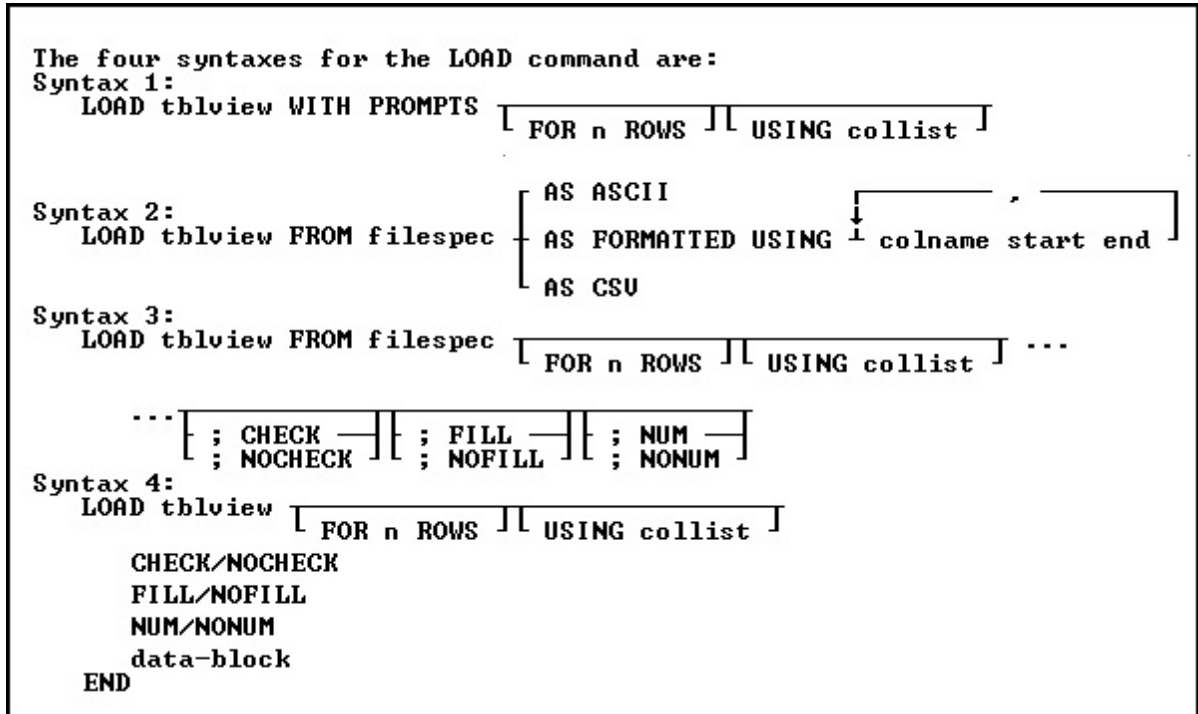 The four syntaxes for the LOAD command are:
Syntax 1:
LOAD tblview WITH PROMPTS
FOR n ROWS USING collist
AS ASCII
,
Syntax 2:
LOAD tblview FROM filespec AS FORMATTED USING colname start end
AS CSV
Syntax 3:
LOAD tblview FROM filespec ...
FOR n ROWS USING collist
...
; CHECK ; FILL ; NUM
; NOCHECK ; NOFILL ; NONUM
Syntax 4:
LOAD tblview
FOR n ROWS USING collist
CHECK/NOCHECK
FILL/NOFILL
NUM/NONUM
data-block
END